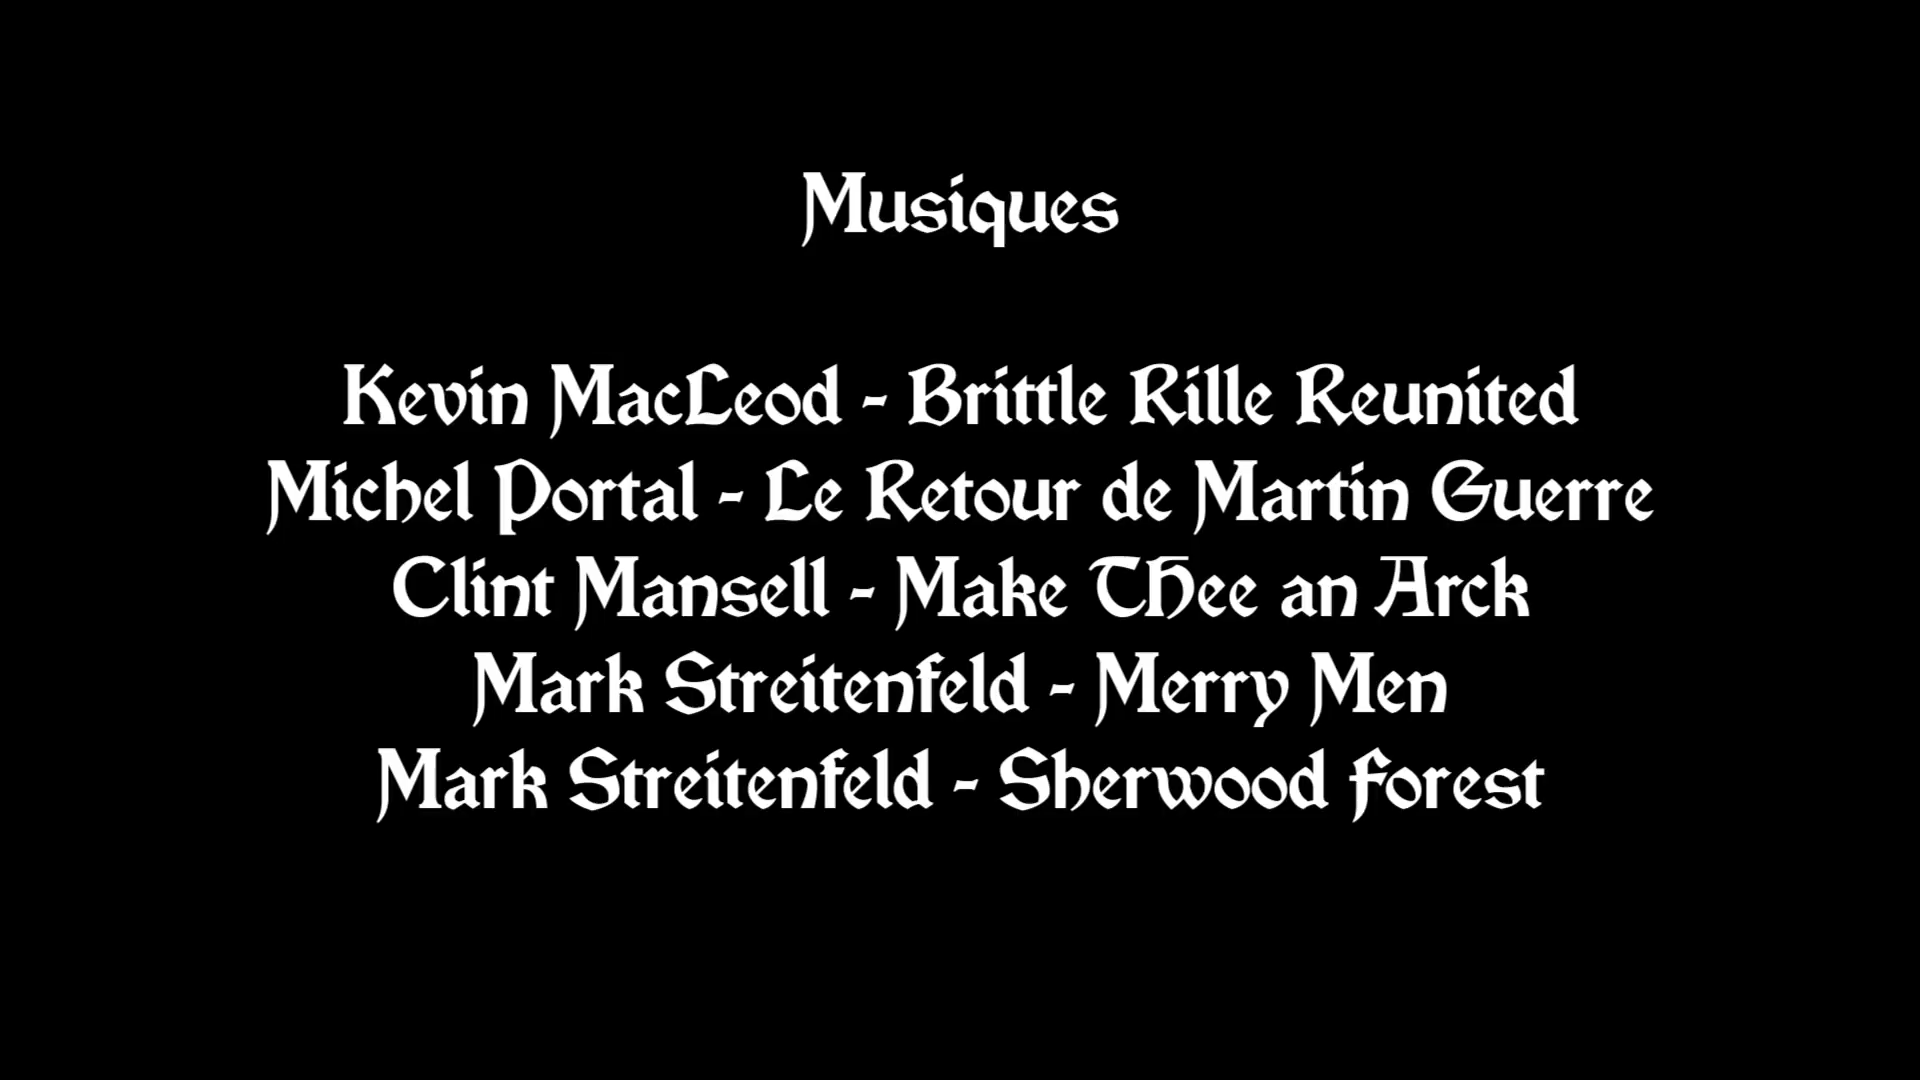 Musiques
Kevin MacLeod - Brittle Rille Reunited
Michel Portal - Le Retour de Martin Guerre
Clint Mansell - Make THee an Arck
Mark Streitenfeld - Merry Men
Mark Streitenfeld - Sherwood Forest